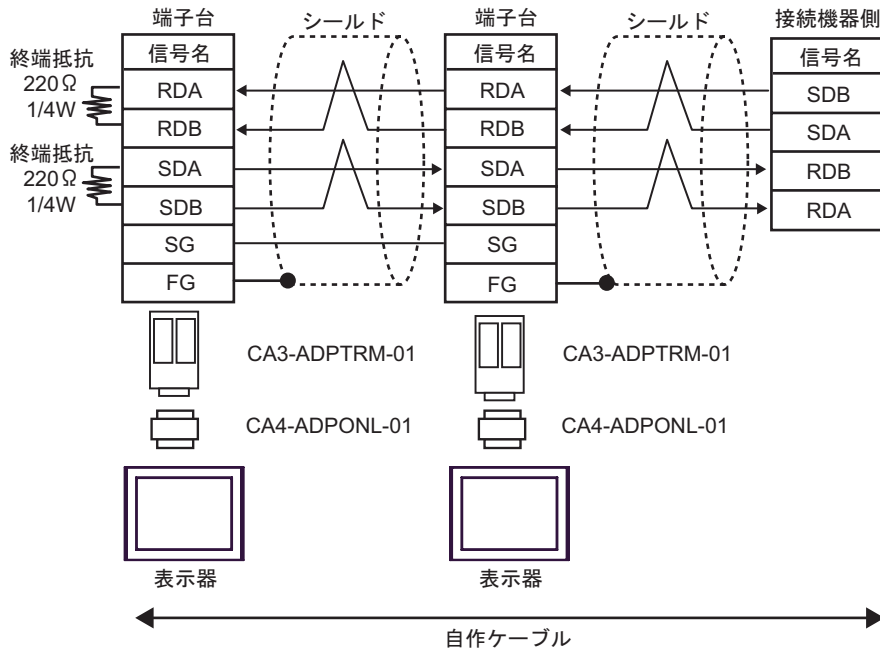 端子台
シールド
端子台
シールド
接続機器側
信号名
信号名
信号名
終端抵抗
220Ω
1/4W
RDA
RDA
SDB
RDB
RDB
SDA
終端抵抗
220Ω
1/4W
SDA
SDA
RDB
SDB
SDB
RDA
SG
SG
FG
FG
CA3-ADPTRM-01
CA3-ADPTRM-01
CA4-ADPONL-01
CA4-ADPONL-01
表示器
表示器
自作ケーブル